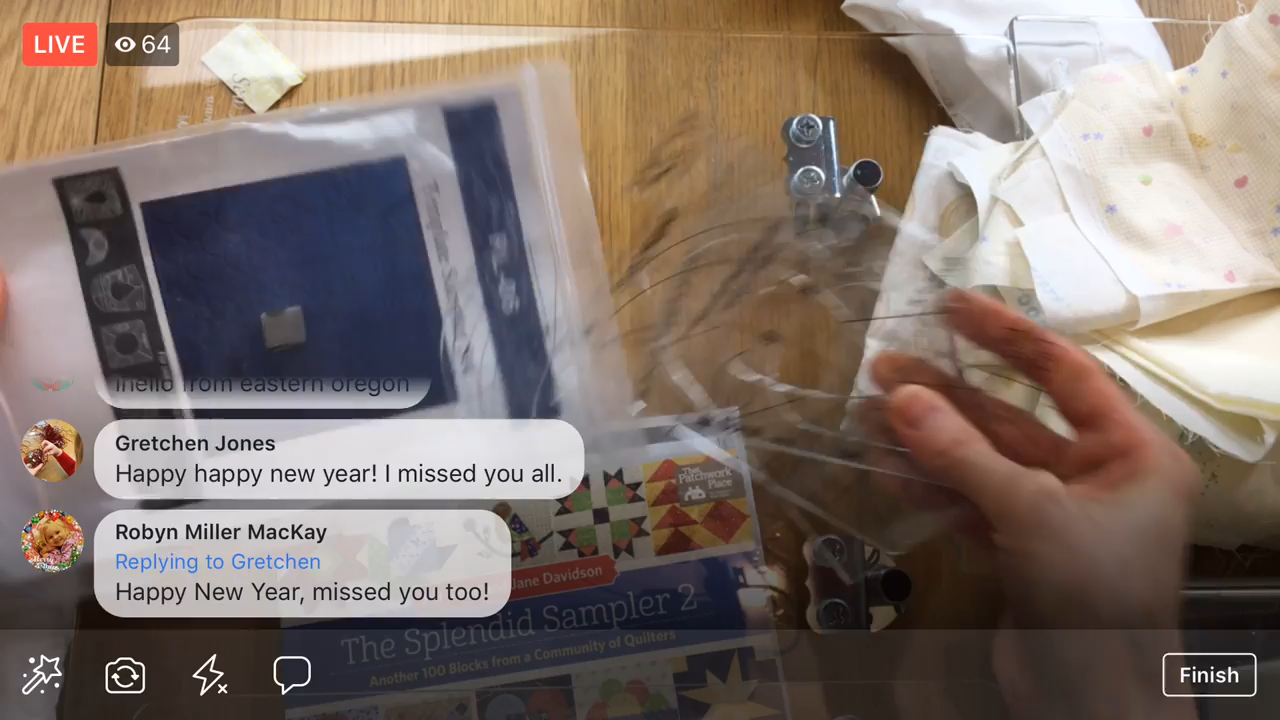 LIVE
64
hello from eastern oregon
Gretchen Jones
Happy happy new year! I missed you all.
Robyn Miller MacKay
Replying to Gretchen
Happy New Year, missed you too!
That
Patchwork
Place
Jane Davidson
The Splendid Sampler 2
Another 100 Blocks from a Community of Quilters
Finish